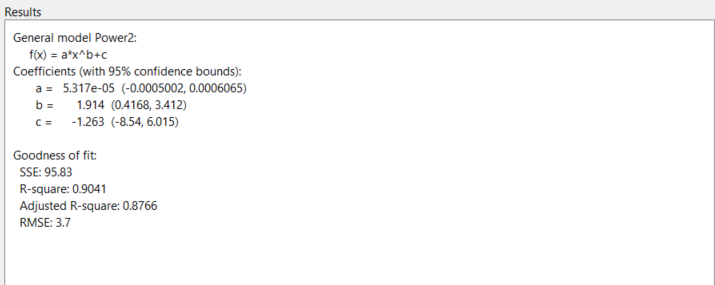 Results
General model Power2:
f(x) = a*x^b+c
Coefficients (with 95% confidence bounds):
a = 5.317e-05 (-0.0005002, 0.0006065)
b = 1.914 (0.4168, 3.412)
c = -1.263 (-8.54, 6.015)
Goodness of fit:
SSE: 95.83
R-square: 0.9041
Adjusted R-square: 0.8766
RMSE: 3.7